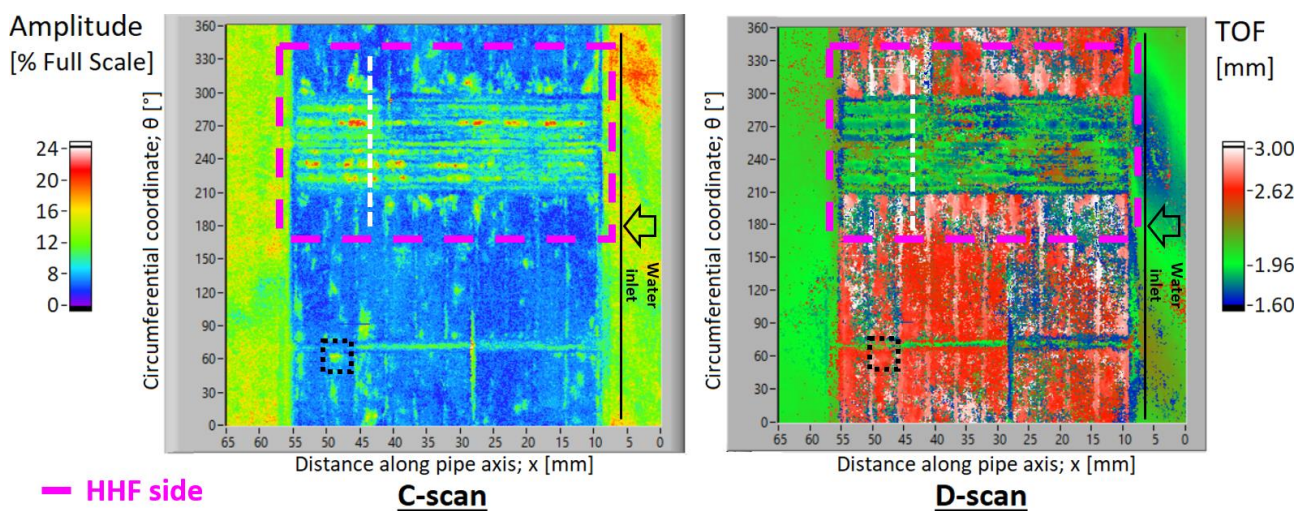 Amplitude
[% Full Scale]
24
20
16
12
8
4
0
Circumferential coordinate; θ [°]
360
330
300
270
240
210
180
150
120
90
60
30
0
65 60 55 50 45 40 35 30 25 20 15 10 5 0
Distance along pipe axis; x [mm]
Water
inlet
HHF side
C-scan
Circumferential coordinate; θ [°]
360
330
300
270
240
210
180
150
120
90
60
30
0
65 60 55 50 45 40 35 30 25 20 15 10 5 0
Distance along pipe axis; x [mm]
Water
inlet
D-scan
TOF
[mm]
3.00
2.62
1.96
1.60